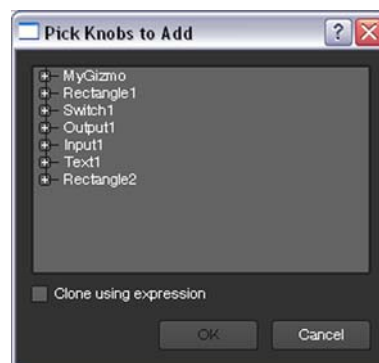 Pick Knobs to Add
MyGizmo
Rectangle1
Switch1
Output1
Input1
Text1
Rectangle2
Clone using expression
OK
Cancel